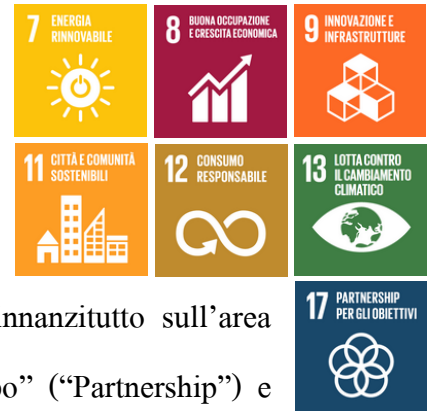 7 ENERGIA
RINNOVABILE
8 BUONA OCCUPAZIONE
E CRESCITA ECONOMICA
9 INNOVAZIONE E
INFRASTRUTTURE
11 CITTÀ E COMUNITÀ
SOSTENIBILI
12 CONSUMO
RESPONSABILE
13 LOTTA CONTRO
IL CAMBIAMENTO
CLIMATICO
17 PARTNERSHIP
PER GLI OBIETTIVI
nnanzitutto sull’area
o” (“Partnership”) e